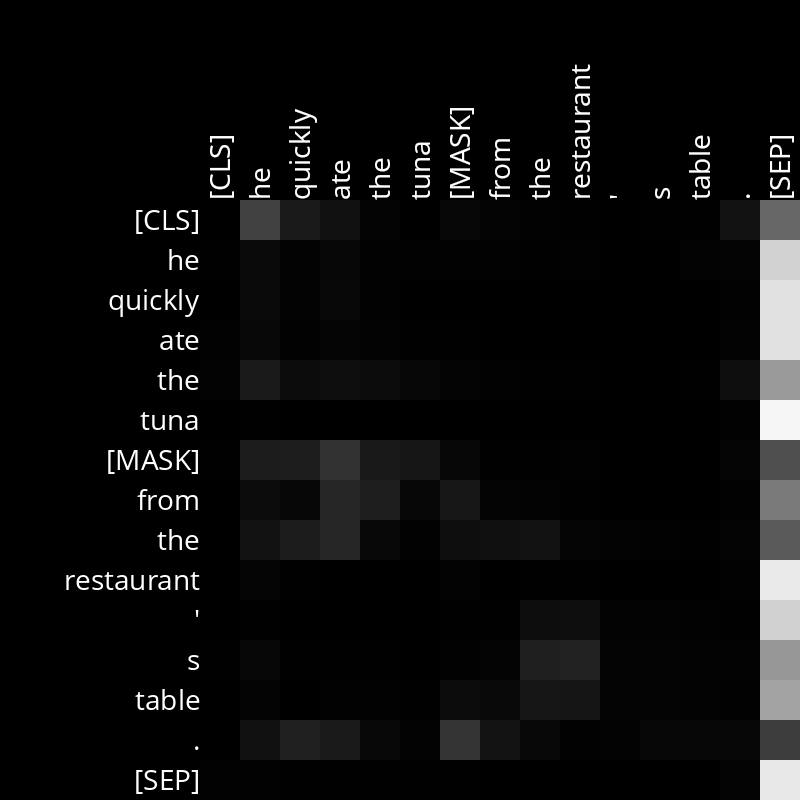 [CLS] he quickly ate the tuna [MASK] from the restaurant ' s table . [SEP]
[CLS]
he
quickly
ate
the
tuna
[MASK]
from
the
restaurant
'
s
table
.
[SEP]